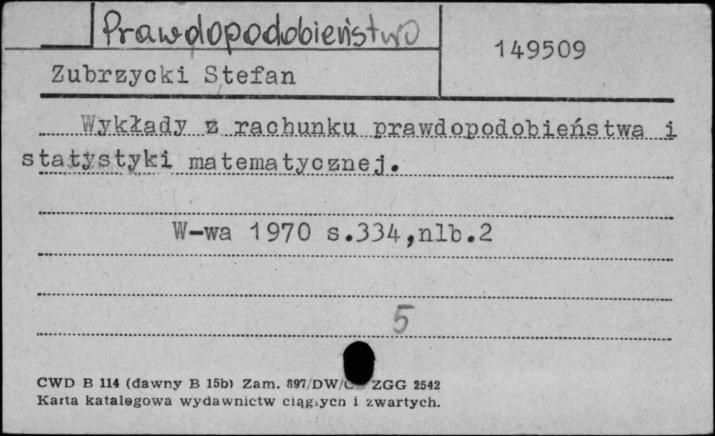 Prawdopodobieństwo
149509
Zubrzycki Stefan
Wykłady z rachunku prawdopodobieństwa i
statystyki matematycznej.
W-wa 1970 s.334,nlb.2
5
CWD B 114 (dawny B 15b) Zam. 897/DW/ ZGG 2542
Karta katalogowa wydawnictw ciągłych i zwartych.